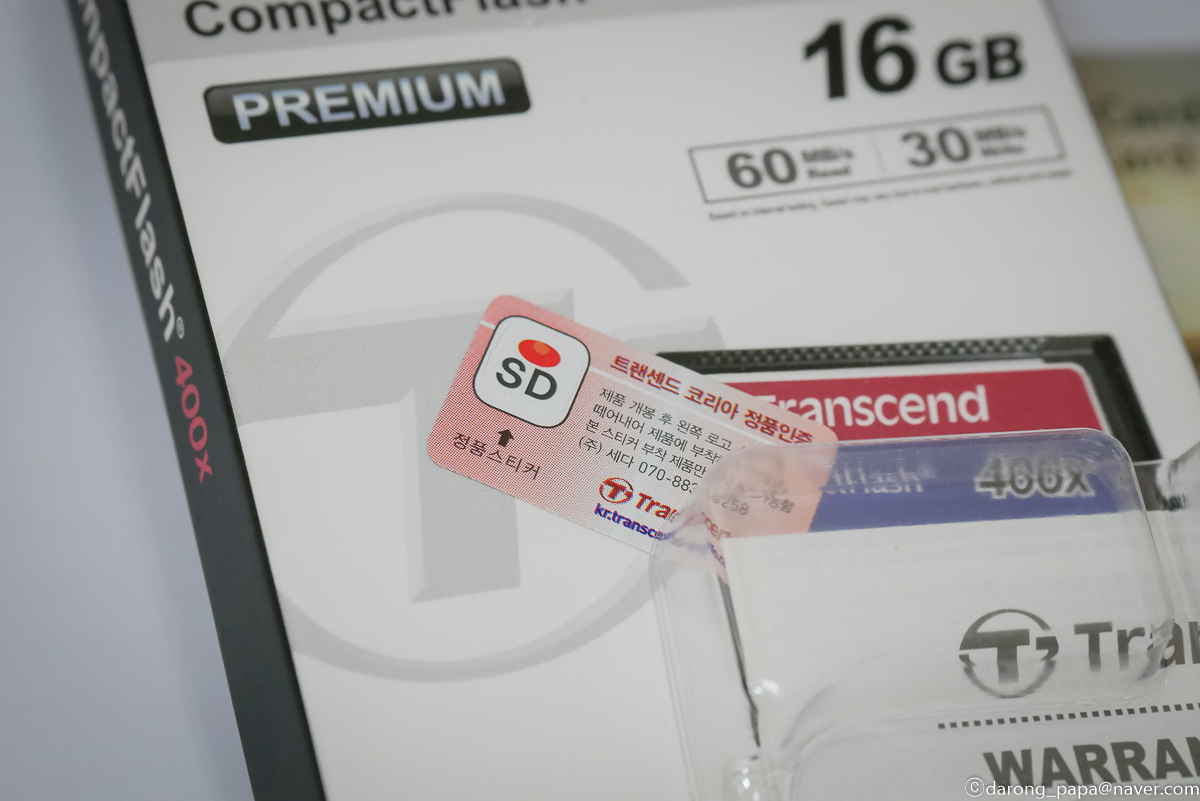 CompactFlash
PREMIUM
16 GB
60 MB/s Read
30 MB/s Write
CompactFlash® 400x
SD
정품스티커
트랜센드 코리아 정품인증
제품 개봉 후 왼쪽 로고
떼어내어 제품에 부착
본 스티커 부착 제품만
(주) 세다 070-883
Transcend
400x
WARRAN
©darong_papa@naver.com